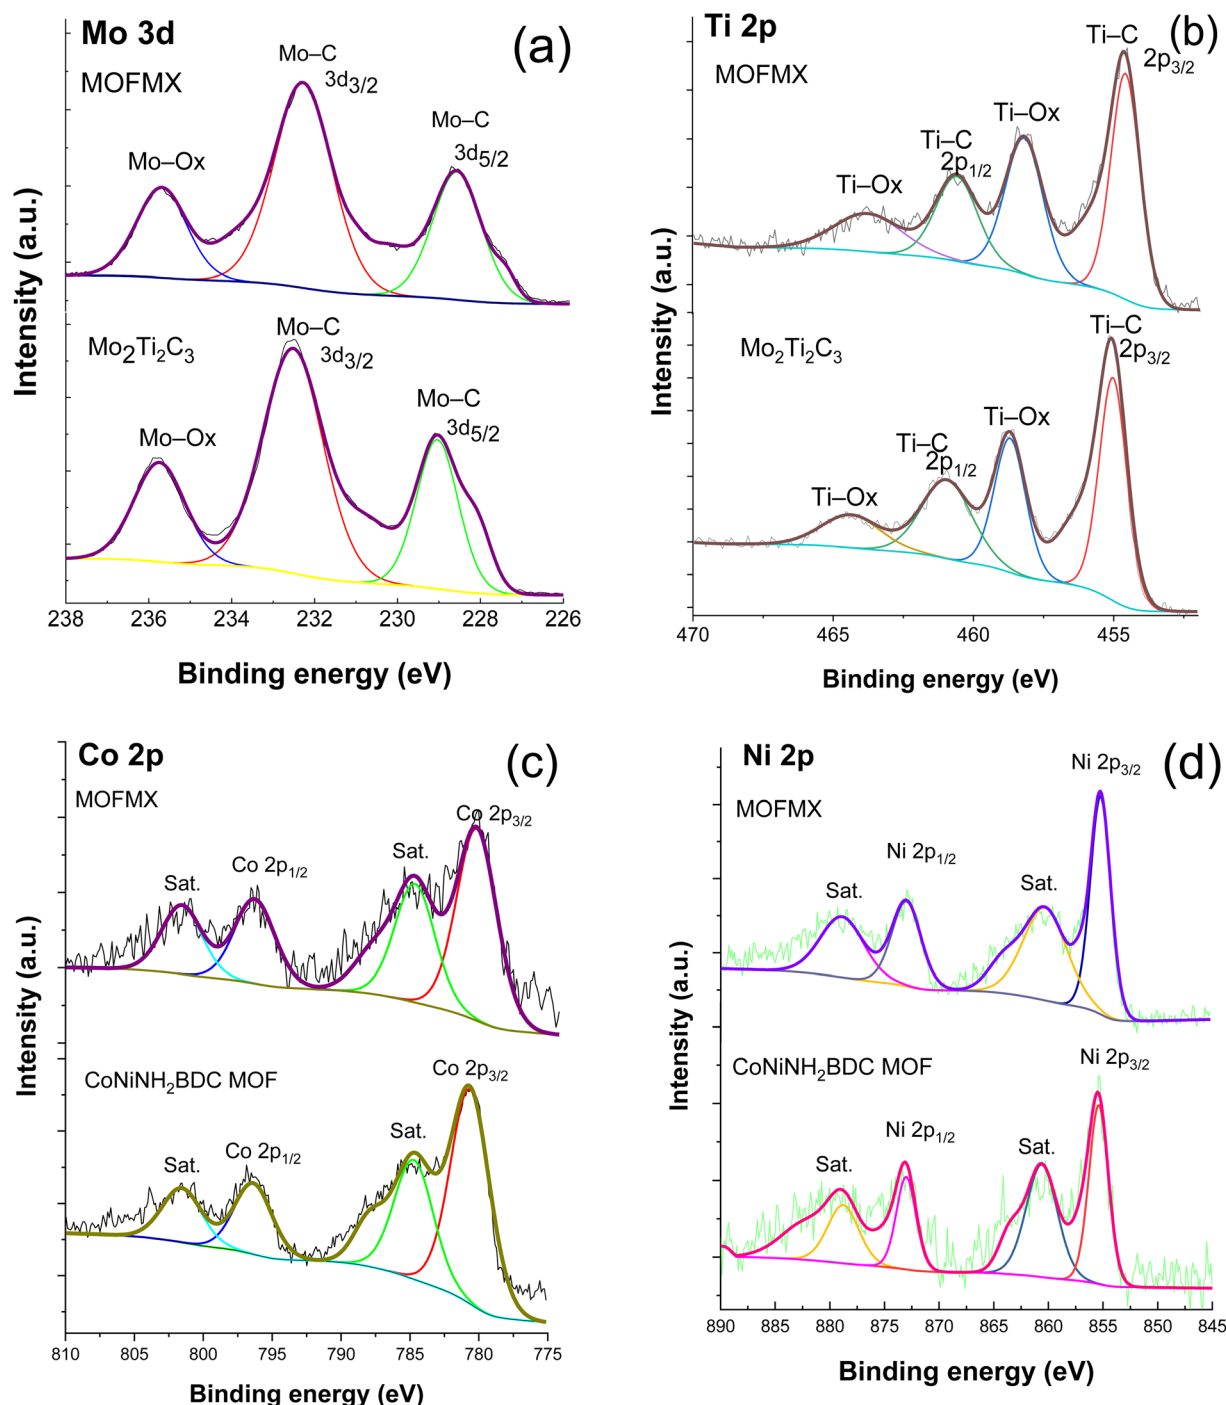 Mo 3d
(a)
MOFMX
Mo–C
3d3/2
Mo–C
3d5/2
Mo–Ox
Mo2Ti2C3
Mo–C
3d3/2
Mo–C
3d5/2
Mo–Ox
Intensity (a.u.)
238 236 234 232 230 228 226
Binding energy (eV)
Ti 2p
(b)
MOFMX
Ti–C
2p3/2
Ti–Ox
Ti–C
2p1/2
Ti–Ox
Mo2Ti2C3
Ti–C
2p3/2
Ti–Ox
Ti–C
2p1/2
Ti–Ox
Intensity (a.u.)
470 465 460 455
Binding energy (eV)
Co 2p
(c)
MOFMX
Co 2p3/2
Sat.
Co 2p1/2
Sat.
CoNiNH2BDC MOF
Co 2p3/2
Sat.
Co 2p1/2
Sat.
Intensity (a.u.)
810 805 800 795 790 785 780 775
Binding energy (eV)
Ni 2p
(d)
MOFMX
Ni 2p3/2
Ni 2p1/2
Sat.
Sat.
CoNiNH2BDC MOF
Ni 2p3/2
Ni 2p1/2
Sat.
Sat.
Intensity (a.u.)
890 885 880 875 870 865 860 855 850 845
Binding energy (eV)